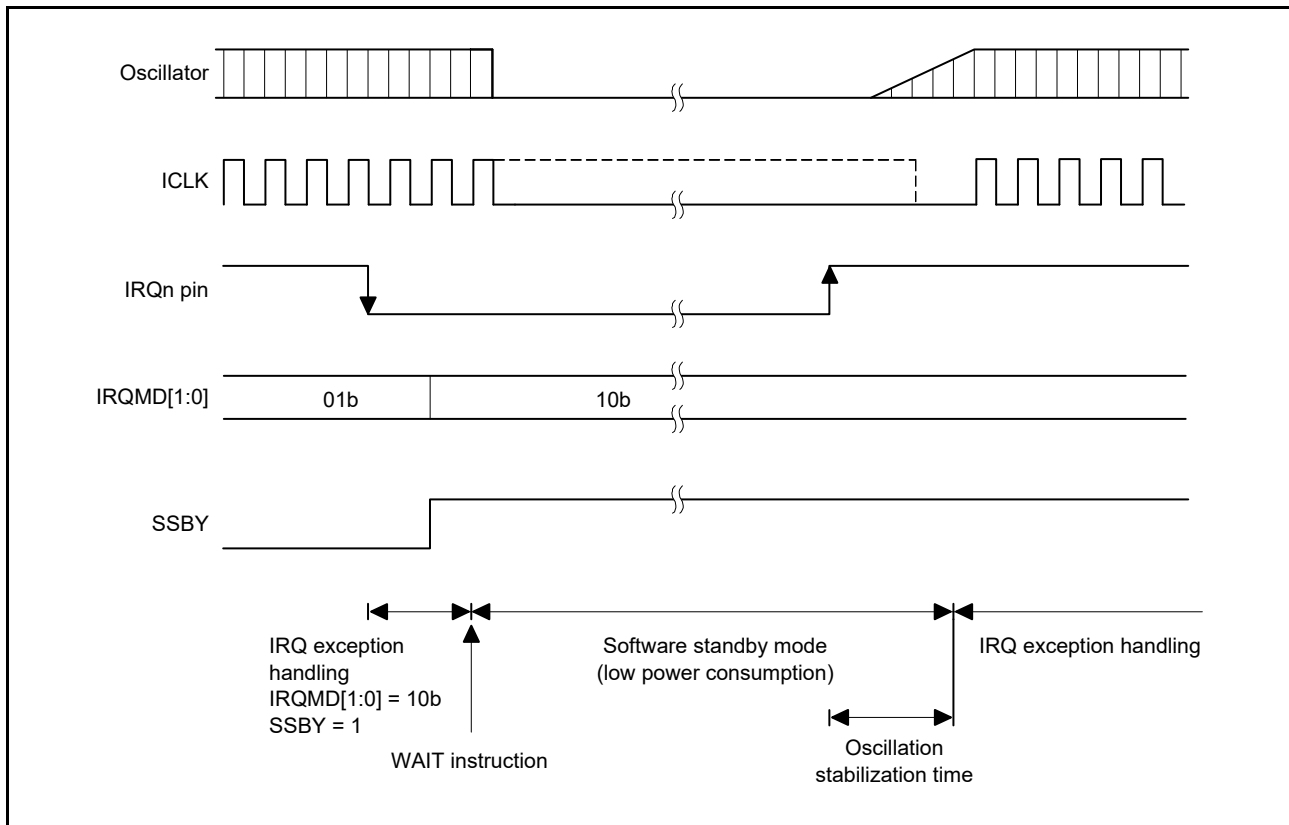 Oscillator
ICLK
IRQn pin
IRQMD[1:0]
01b
10b
SSBY
IRQ exception
handling
IRQMD[1:0] = 10b
SSBY = 1
WAIT instruction
Software standby mode
(low power consumption)
Oscillation
stabilization time
IRQ exception handling